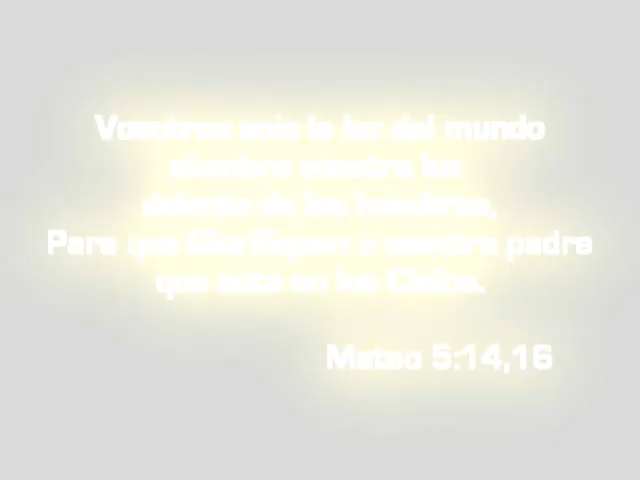 Vosotros sois la luz del mundo
alumbre vuestra luz
delante de los hombres,
Para que Glorifiquen a vuestro padre
que esta en los Cielos.
Mateo 5:14,16